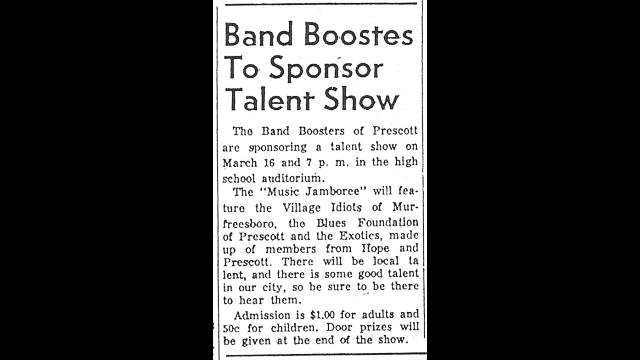 Band Boostes
To Sponsor
Talent Show
The Band Boosters of Prescott
are sponsoring a talent show on
March 16 and 7 p. m. in the high
school auditorium.
The "Music Jamboree" will fea-
ture the Village Idiots of Mur-
freesboro, the Blues Foundation
of Prescott and the Exotics, made
up of members from Hope and
Prescott. There will be local ta
lent, and there is some good talent
in our city, so be sure to be there
to hear them.
Admission is $1.00 for adults and
50c for children. Door prizes will
be given at the end of the show.